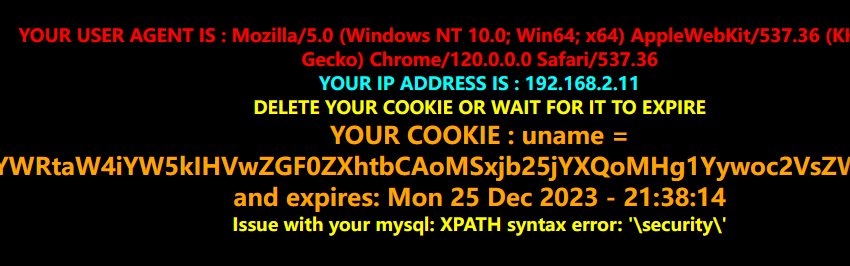 YOUR USER AGENT IS : Mozilla/5.0 (Windows NT 10.0; Win64; x64) AppleWebKit/537.36 (KH
Gecko) Chrome/120.0.0.0 Safari/537.36
YOUR IP ADDRESS IS : 192.168.2.11
DELETE YOUR COOKIE OR WAIT FOR IT TO EXPIRE
YOUR COOKIE : uname =
YWRtaW4iYW5kIHVwZGF0ZXhtbCAoMSxjb25jYXQoMHg1Yywoc2VsZW
and expires: Mon 25 Dec 2023 - 21:38:14
Issue with your mysql: XPATH syntax error: '\security\'